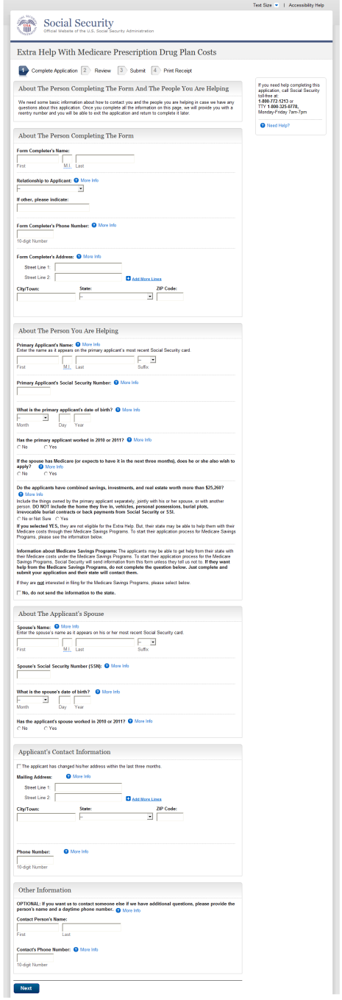 Text Size | Accessibility Help
Social Security
Official Website of the U.S. Social Security Administration
Extra Help With Medicare Prescription Drug Plan Costs
1 Complete Application 2 Review 3 Submit 4 Print Receipt
About The Person Completing The Form And The People You Are Helping
We need some basic information about how to contact you and the people you are helping in case we have any
questions about this application. Once you complete all the information on this page, we will provide you with a
reentry number and you will be able to exit the application and return to complete it later.
If you need help completing this
application, call Social Security
toll-free at:
1-800-772-1213 or
TTY 1-800-325-0778,
Monday-Friday 7am-7pm
Need Help?
About The Person Completing The Form
Form Completer's Name:
First M.I. Last
Relationship to Applicant: More Info
--
If other, please indicate:
Form Completer's Phone Number: More Info
10-digit Number
Form Completer's Address: More Info
Street Line 1:
Street Line 2: Add More Lines
City/Town: State: ZIP Code:
--
About The Person You Are Helping
Primary Applicant's Name: More Info
Enter the name as it appears on the primary applicant's most recent Social Security card.
--
First M.I. Last Suffix
Primary Applicant's Social Security Number: More Info
What is the primary applicant's date of birth? More Info
--
Month Day Year
Has the primary applicant worked in 2010 or 2011? More Info
No Yes
If the spouse has Medicare (or expects to have it in the next three months), does he or she also wish to
apply? More Info
No Yes
Do the applicants have combined savings, investments, and real estate worth more than $25,260?
More Info
Include the things owned by the primary applicant separately, jointly with his or her spouse, or with another
person. DO NOT include the home they live in, vehicles, personal possessions, burial plots,
irrevocable burial contracts or back payments from Social Security or SSI.
No or Not Sure Yes
If you selected YES, they are not eligible for the Extra Help. But, their state may be able to help them with their
Medicare costs through their Medicare Savings Programs. To start their application process for Medicare Savings
Programs, please see the information below.
Information about Medicare Savings Programs: The applicants may be able to get help from their state with
their Medicare costs under the Medicare Savings Programs. To start their application process for the Medicare
Savings Programs, Social Security will send information from this form unless they tell us not to. If they want
help from the Medicare Savings Programs, do not complete the question below. Just complete and
submit your application and their state will contact them.
If they are not interested in filing for the Medicare Savings Programs, please select below.
No, do not send the information to the state.
About The Applicant's Spouse
Spouse's Name: More Info
Enter the spouse's name as it appears on his or her most recent Social Security card.
--
First M.I. Last Suffix
Spouse's Social Security Number (SSN): More Info
What is the spouse's date of birth? More Info
--
Month Day Year
Has the applicant's spouse worked in 2010 or 2011? More Info
No Yes
Applicant's Contact Information
The applicant has changed his/her address within the last three months.
Mailing Address: More Info
Street Line 1:
Street Line 2: Add More Lines
City/Town: State: ZIP Code:
--
Phone Number: More Info
10-digit Number
Other Information
OPTIONAL: If you want us to contact someone else if we have additional questions, please provide the
person's name and a daytime phone number. More Info
Contact Person's Name:
First Last
Contact's Phone Number: More Info
10-digit Number
Next